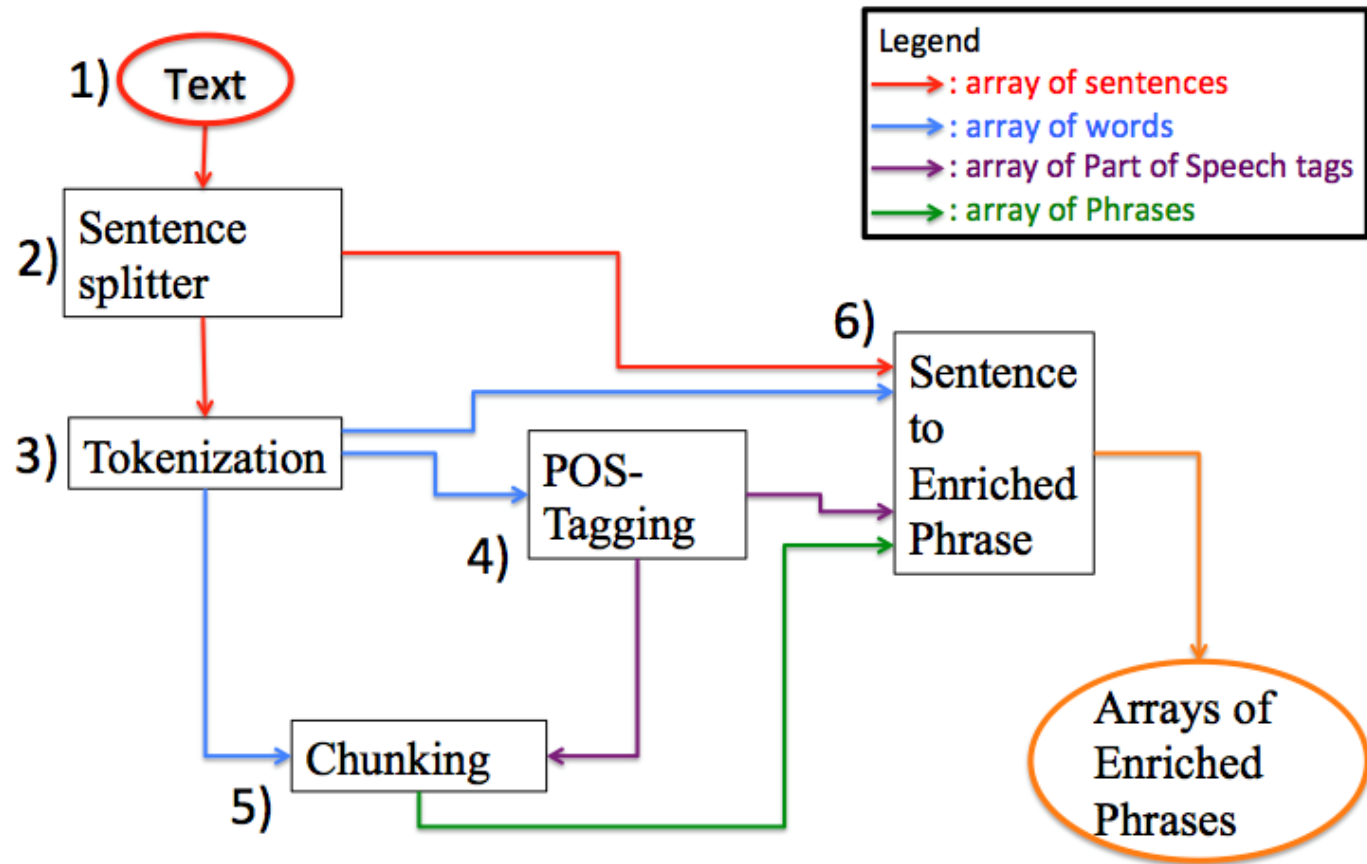 1)
Text
Legend
: array of sentences
: array of words
: array of Part of Speech tags
: array of Phrases
2)
Sentence
splitter
3)
Tokenization
4)
POS-
Tagging
5)
Chunking
6)
Sentence
to
Enriched
Phrase
Arrays of
Enriched
Phrases